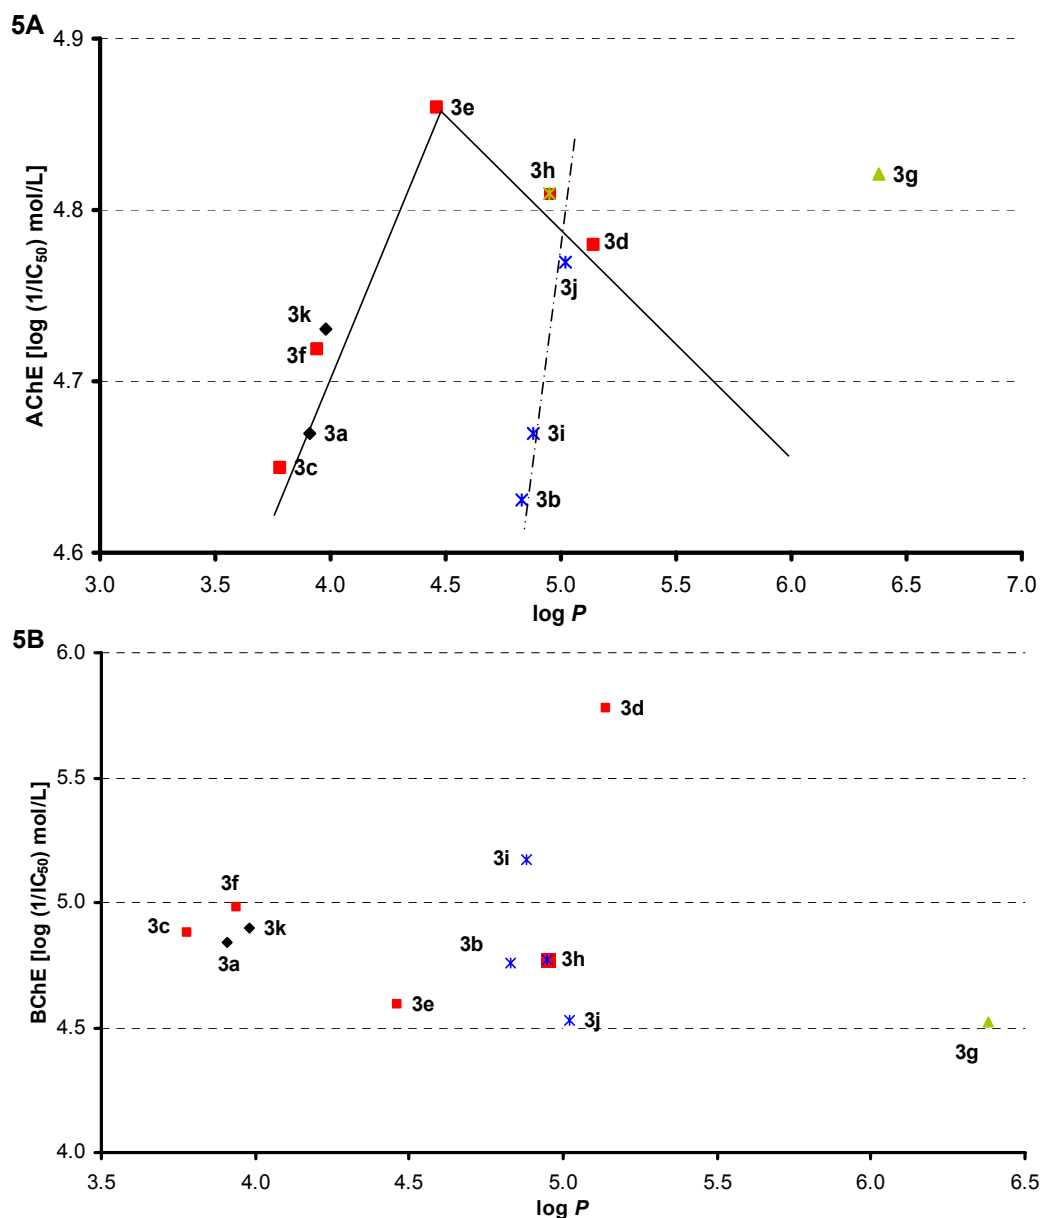 5A
AChE [log (1/IC₅₀) mol/L]
4.9
4.8
4.7
4.6
3e
3h
3g
3d
3j
3k
3f
3a
3i
3c
3b
3.0 3.5 4.0 4.5 5.0 5.5 6.0 6.5 7.0
log P
5B
BChE [log (1/IC₅₀) mol/L]
6.0
5.5
5.0
4.5
4.0
3d
3i
3f
3c
3k
3a
3b
3h
3e
3j
3g
3.5 4.0 4.5 5.0 5.5 6.0 6.5
log P